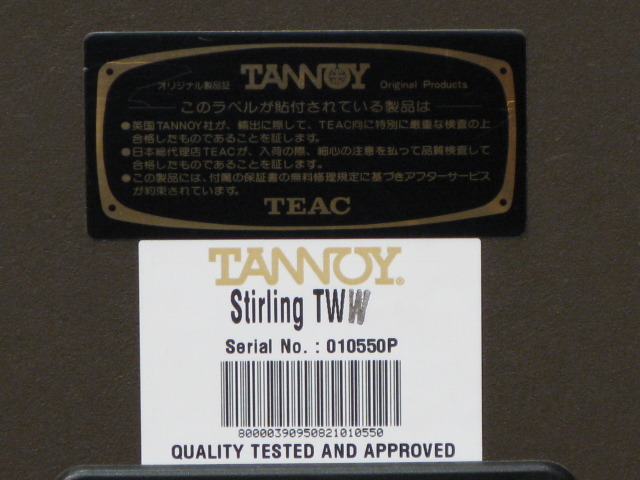 オリジナル製品証 TANNOY Original Products
このラベルが貼付されている製品は
●英国TANNOY社が、輸出に際して、TEAC向に特別に厳重な検査の上
合格したものであることを証します。
●日本総代理店TEACが、入荷の際、細心の注意を払って品質検査して
合格したものであることを証します。
●この製品には、付属の保証書の無料修理規定に基づきアフターサービス
が約束されています。
TEAC
TANNOY®
Stirling TWW
Serial No. : 010550P
80000390950821010550
QUALITY TESTED AND APPROVED